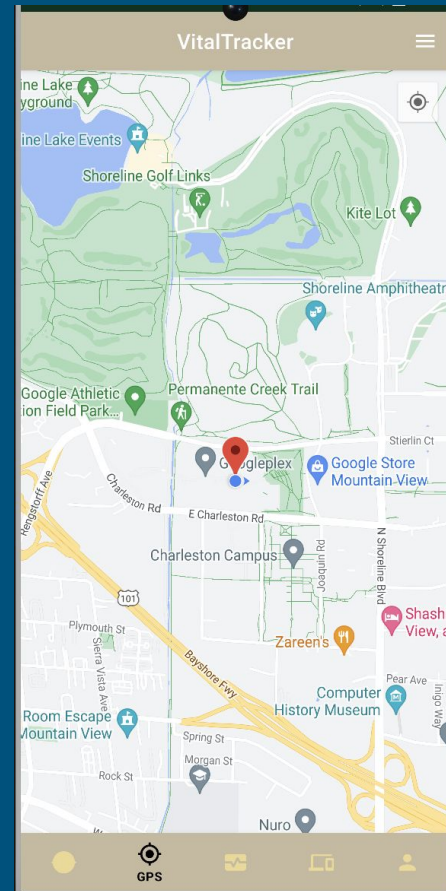 VitalTracker
ine Lake
yground
ine Lake Events
Shoreline Golf Links
Kite Lot
Shoreline Amphitheatr
Google Athletic
ion Field Park...
Permanente Creek Trail
Stierlin Ct
Googleplex
Google Store
Mountain View
Rengstorff Ave
Charleston Rd
E Charleston Rd
Charleston Campus
Joaquin Rd
N Shoreline Blvd
101
Shash
View, a
Plymouth St
Sierra Vista Ave
Zareen's
Bayshore Fwy
Pear Ave
Computer
History Museum
Inigo Way
Room Escape
Mountain View
Spring St
Morgan St
Rock St
Nuro
GPS